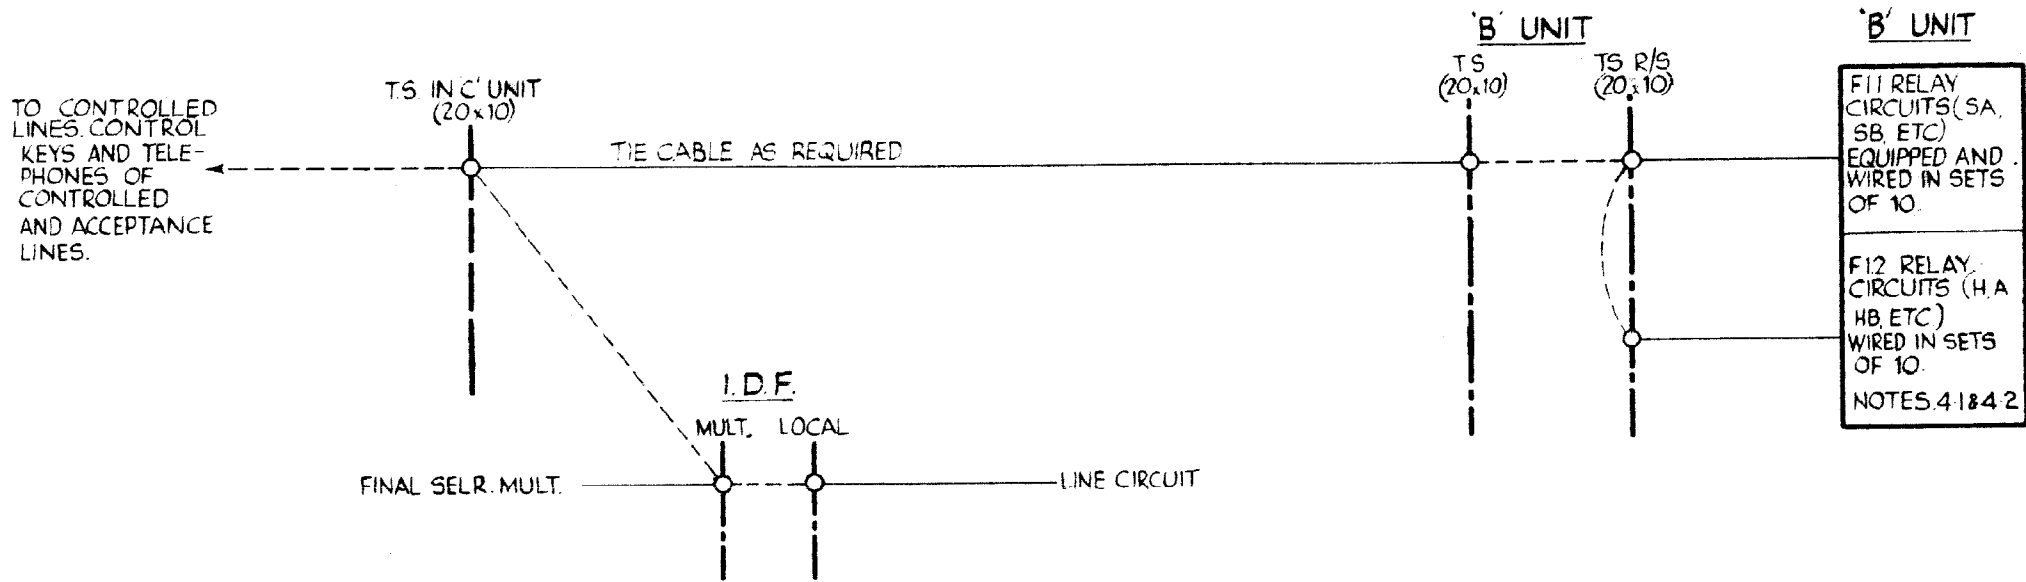 TO CONTROLLED
LINES. CONTROL
KEYS AND TELE-
PHONES OF
CONTROLLED
AND ACCEPTANCE
LINES.
T.S. IN 'C' UNIT
(20x10)
TIE CABLE AS REQUIRED
'B' UNIT
TS
(20x10)
TS R/S
(20x10)
'B' UNIT
F11 RELAY
CIRCUITS (SA,
SB, ETC)
EQUIPPED AND
WIRED IN SETS
OF 10.
F12 RELAY
CIRCUITS (H.A
HB, ETC)
WIRED IN SETS
OF 10.
NOTES.4·1&4·2
I.D.F.
MULT. LOCAL
FINAL SELR. MULT.
LINE CIRCUIT